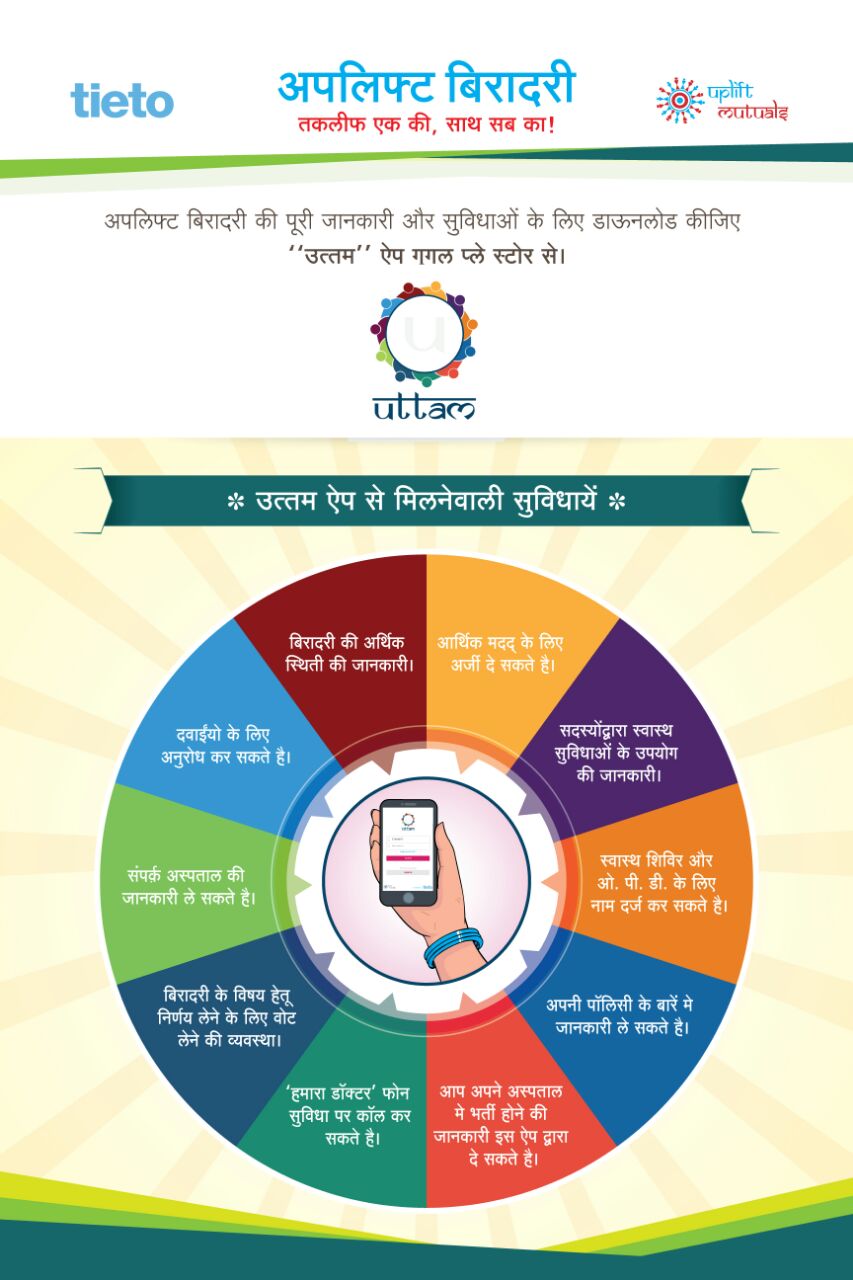 tieto
अपलिफ्ट बिरादरी
तकलीफ एक की, साथ सब का!
uplift
mutuals
अपलिफ्ट बिरादरी की पूरी जानकारी और सुविधाओं के लिए डाऊनलोड कीजिए
‘‘उत्तम’’ ऐप गूगल प्ले स्टोर से।
u
uttam
* उत्तम ऐप से मिलनेवाली सुविधायें *
बिरादरी की अर्थिक
स्थिती की जानकारी।
आर्थिक मदद् के लिए
अर्जी दे सकते है।
सदस्योंद्वारा स्वास्थ
सुविधाओं के उपयोग
की जानकारी।
स्वास्थ शिविर और
ओ. पी. डी. के लिए
नाम दर्ज कर सकते है।
अपनी पॉलिसी के बारें मे
जानकारी ले सकते है।
आप अपने अस्पताल
मे भर्ती होने की
जानकारी इस ऐप द्वारा
दे सकते है।
‘हमारा डॉक्टर’ फोन
सुविधा पर कॉल कर
सकते है।
बिरादरी के विषय हेतू
निर्णय लेने के लिए वोट
लेने की व्यवस्था।
संपर्क़ अस्पताल की
जानकारी ले सकते है।
दवाईंयो के लिए
अनुरोध कर सकते है।
uttam
tieto